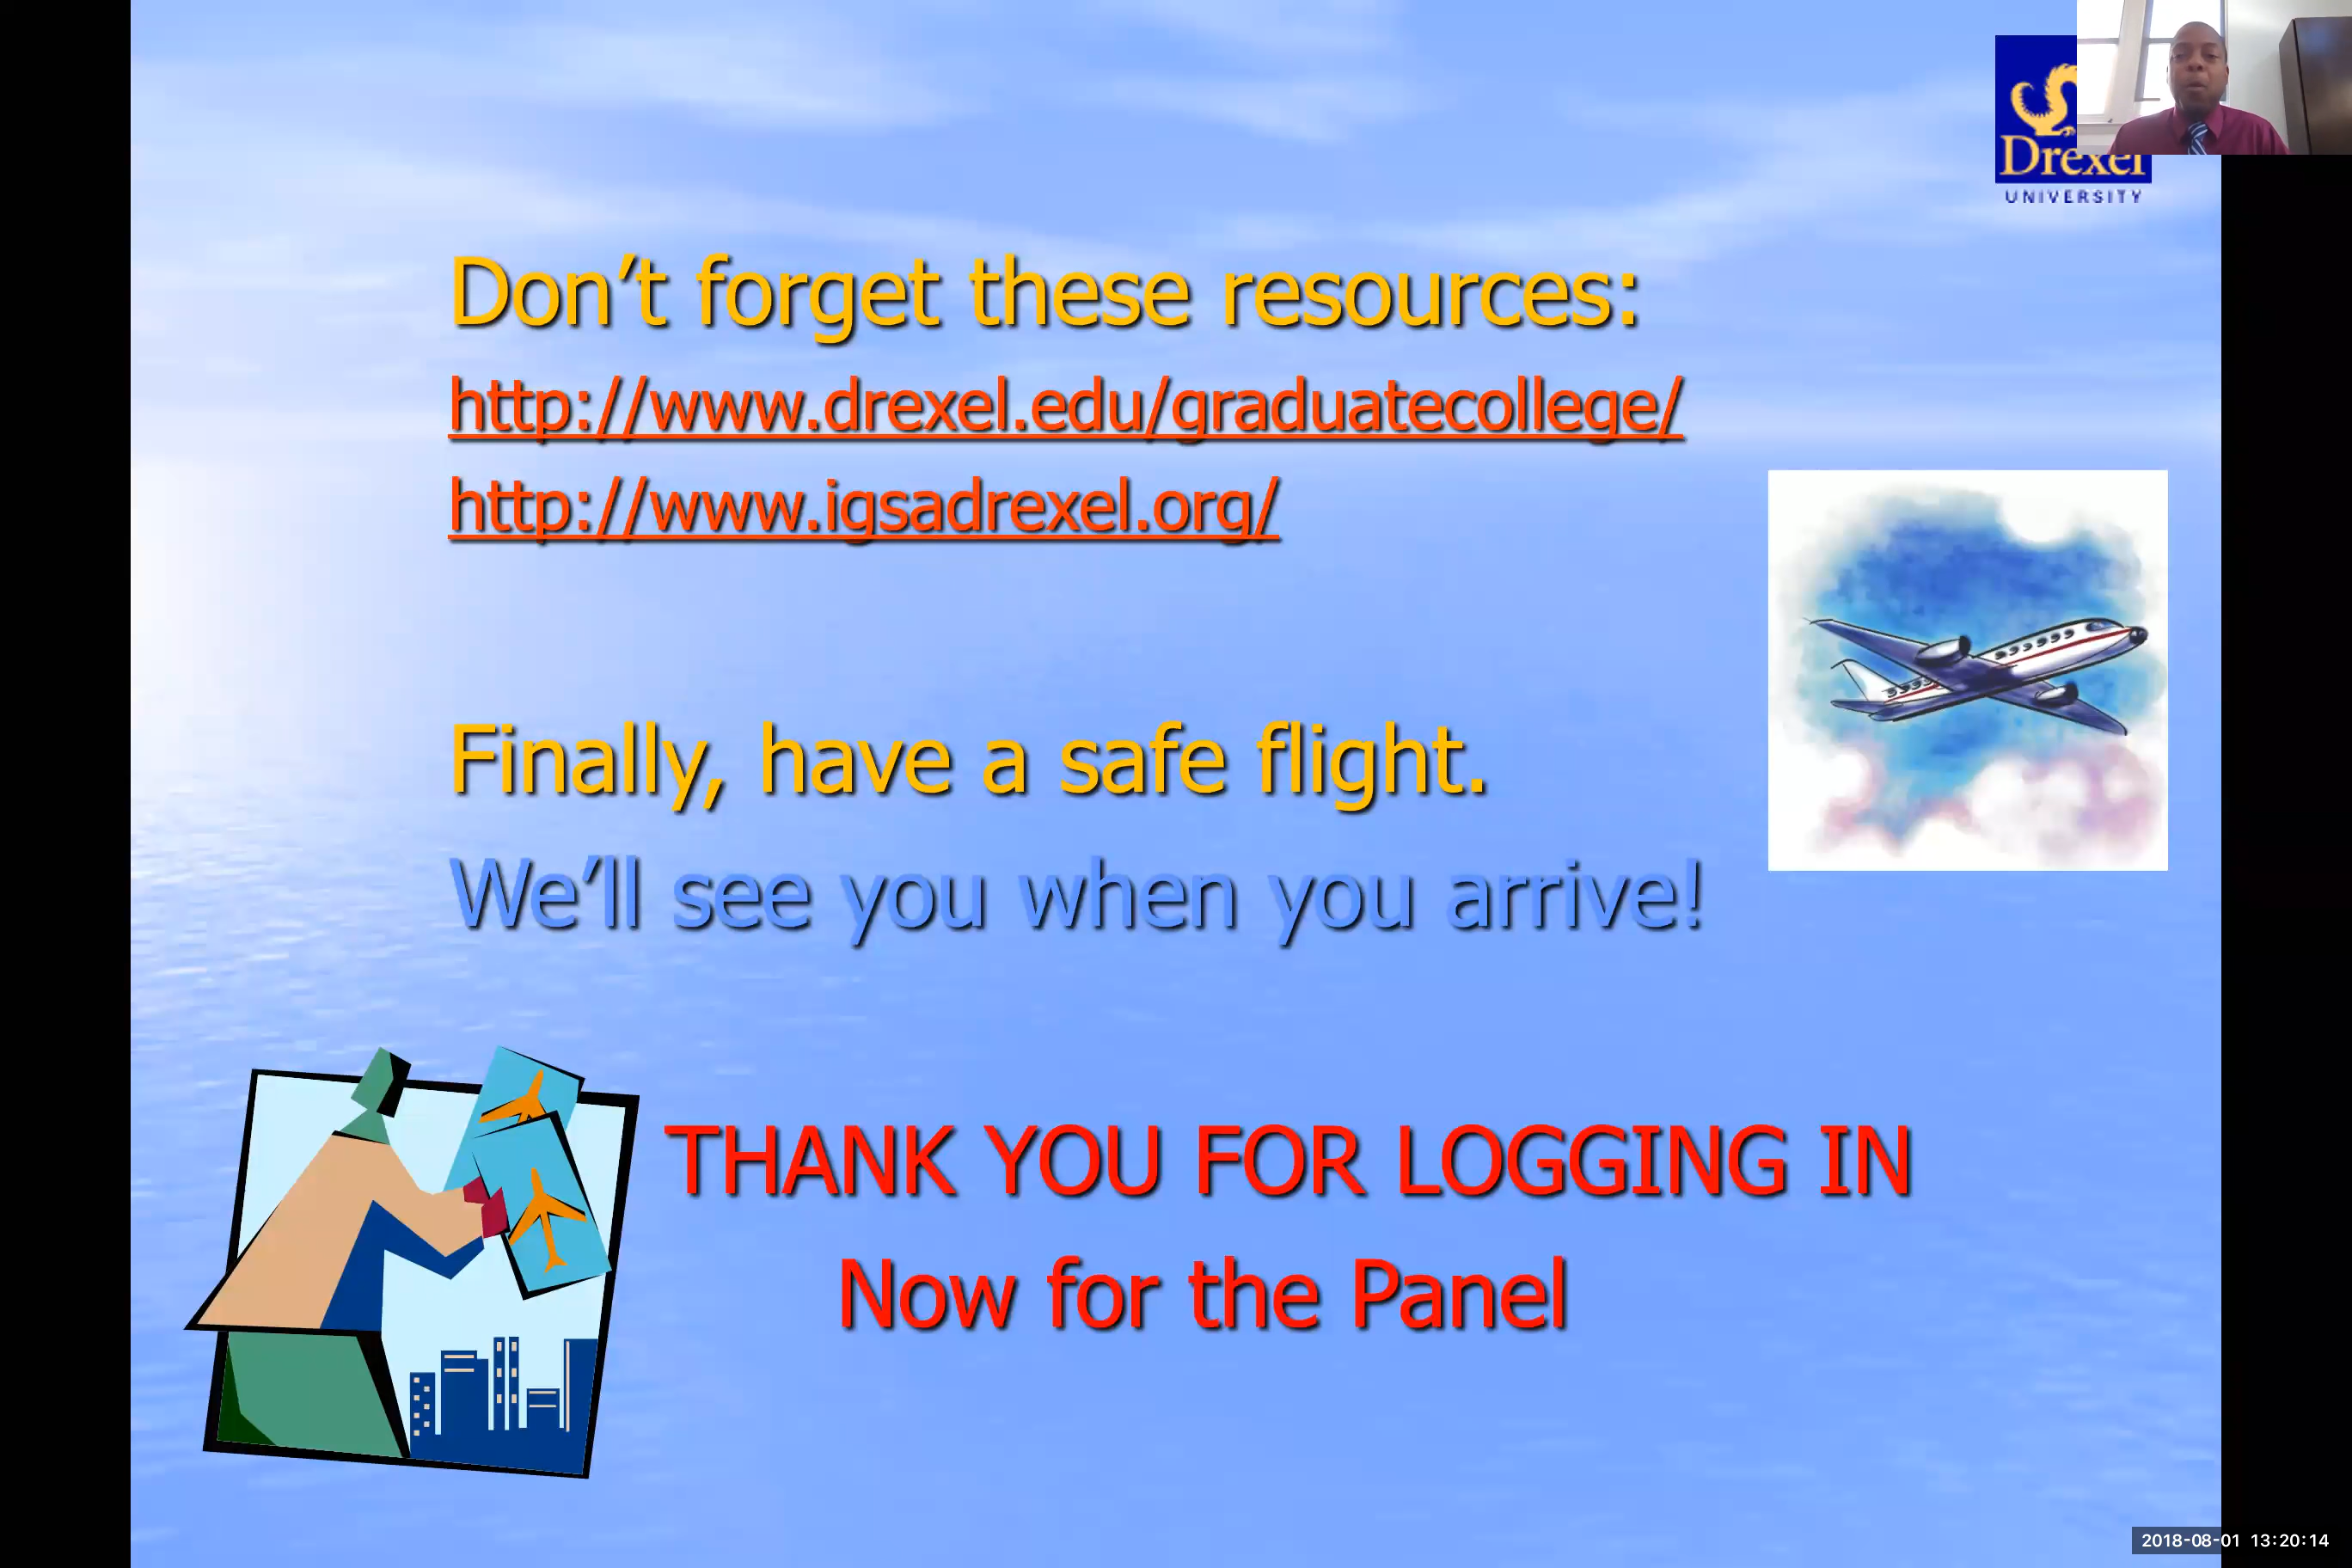 Drexel
UNIVERSITY
Don't forget these resources:
http://www.drexel.edu/graduatecollege/
http://www.igsadrexel.org/
Finally, have a safe flight.
We'll see you when you arrive!
THANK YOU FOR LOGGING IN
Now for the Panel
2018-08-01 13:20:14